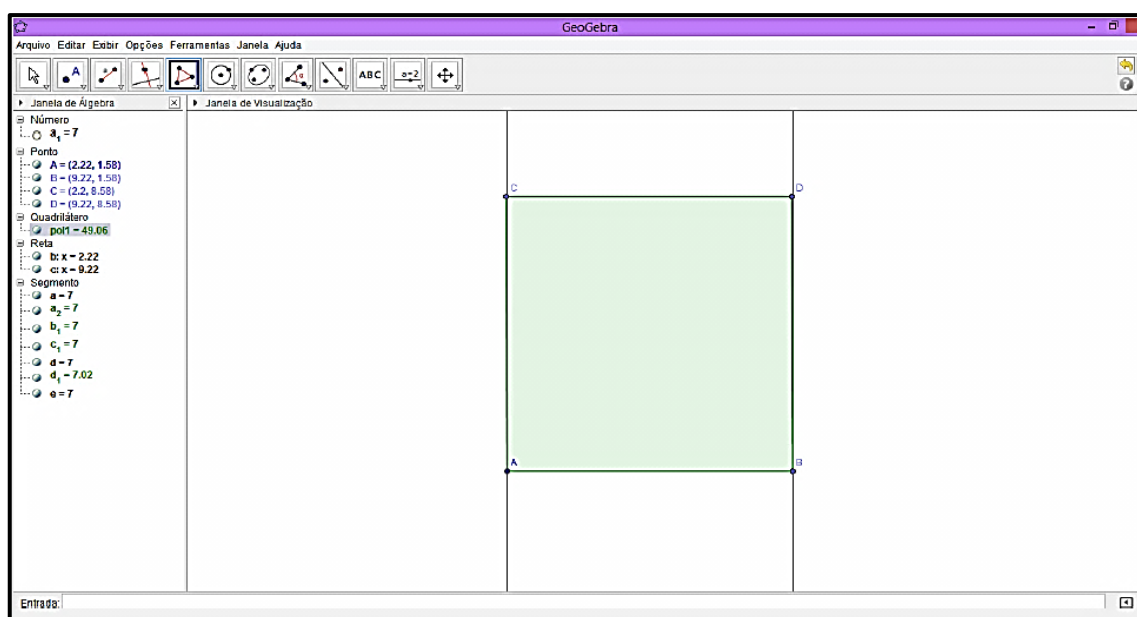 GeoGebra
Arquivo Editar Exibir Opções Ferramentas Janela Ajuda
A a ABC a=2
Janela de Álgebra Janela de Visualização
Número
a₁ = 7
Ponto
A = (2.22, 1.58)
B = (9.22, 1.58)
C = (2.2, 8.58)
D = (9.22, 8.58)
Quadrilátero
pol1 = 49.06
Reta
b: x = 2.22
c: x = 9.22
Segmento
a = 7
a₂ = 7
b₁ = 7
c₁ = 7
d = 7
d₁ = 7.02
e = 7
C D
A B
Entrada: